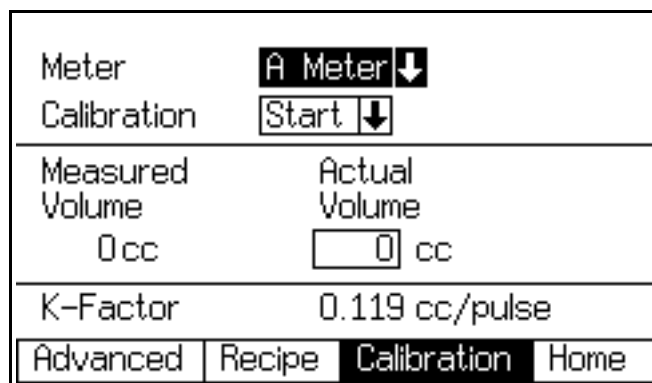 Meter A Meter
Calibration Start
Measured Actual
Volume Volume
0cc 0 cc
K-Factor 0.119 cc/pulse
Advanced Recipe Calibration Home